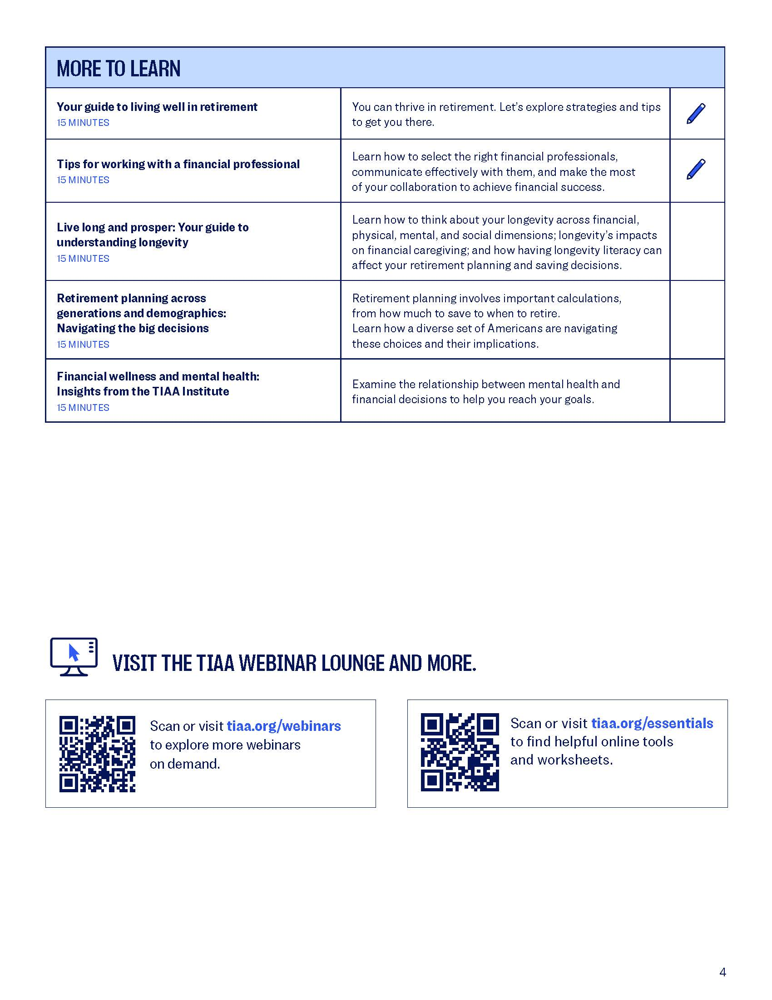 MORE TO LEARN
Your guide to living well in retirement
15 MINUTES
You can thrive in retirement. Let’s explore strategies and tips
to get you there.
Tips for working with a financial professional
15 MINUTES
Learn how to select the right financial professionals,
communicate effectively with them, and make the most
of your collaboration to achieve financial success.
Live long and prosper: Your guide to
understanding longevity
15 MINUTES
Learn how to think about your longevity across financial,
physical, mental, and social dimensions; longevity’s impacts
on financial caregiving; and how having longevity literacy can
affect your retirement planning and saving decisions.
Retirement planning across
generations and demographics:
Navigating the big decisions
15 MINUTES
Retirement planning involves important calculations,
from how much to save to when to retire.
Learn how a diverse set of Americans are navigating
these choices and their implications.
Financial wellness and mental health:
Insights from the TIAA Institute
15 MINUTES
Examine the relationship between mental health and
financial decisions to help you reach your goals.
VISIT THE TIAA WEBINAR LOUNGE AND MORE.
Scan or visit tiaa.org/webinars
to explore more webinars
on demand.
Scan or visit tiaa.org/essentials
to find helpful online tools
and worksheets.
4